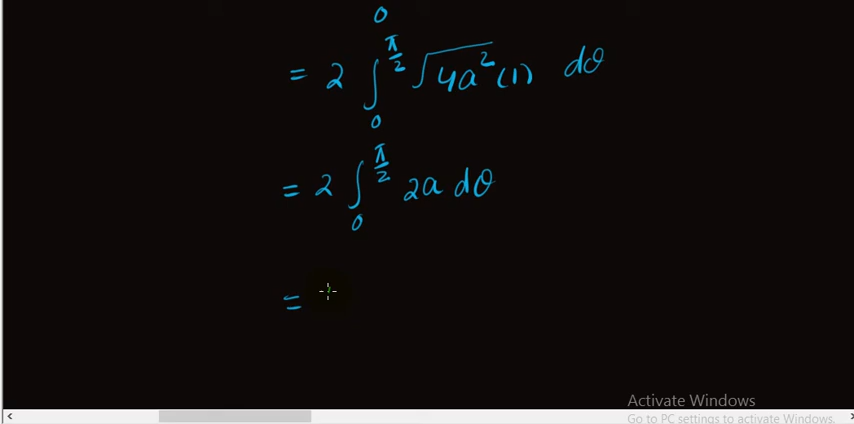 0
= 2 ∫₀^{π/2} √4a² (1) dθ
= 2 ∫₀^{π/2} 2a dθ
=
Activate Windows
Go to PC settings to activate Windows.